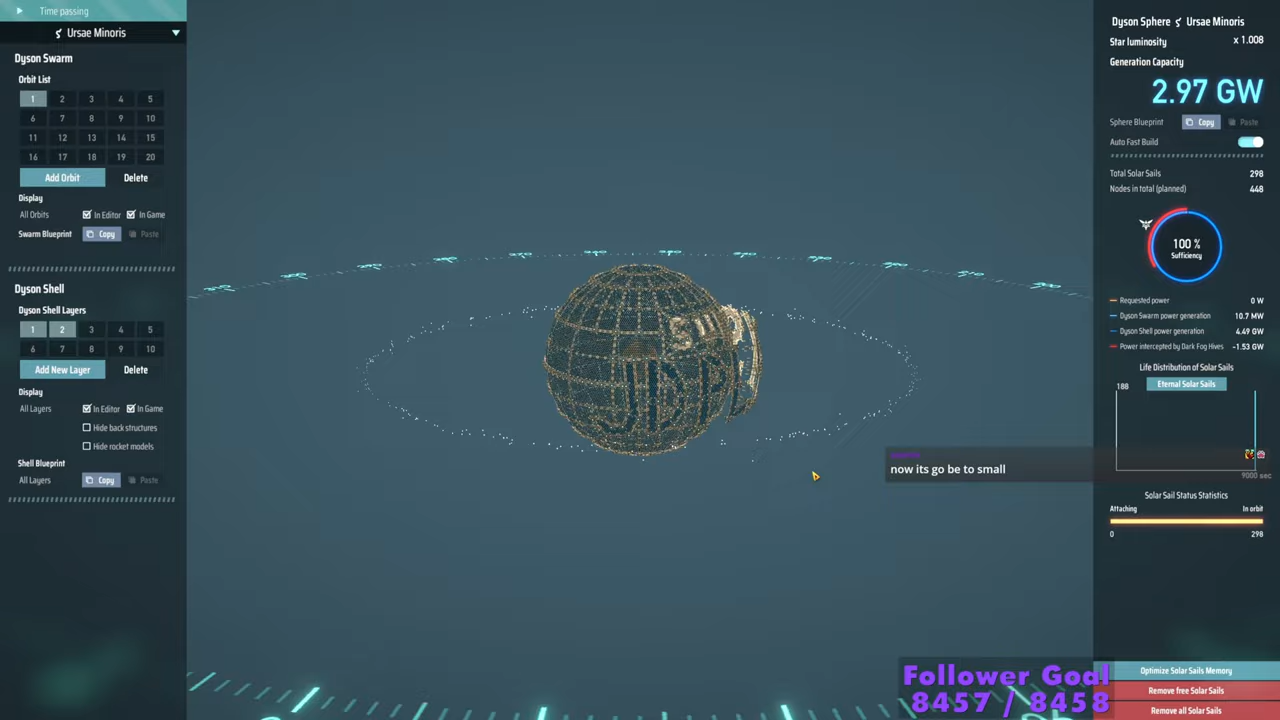 Time passing
Ursae Minoris
Dyson Swarm
Orbit List
1 2 3 4 5
6 7 8 9 10
11 12 13 14 15
16 17 18 19 20
Add Orbit Delete
Display
All Orbits In Editor In Game
Swarm Blueprint Copy Paste
Dyson Shell
Dyson Shell Layers
1 2 3 4 5
6 7 8 9 10
Add New Layer Delete
Display
All Layers In Editor In Game
Hide back structures
Hide rocket models
Shell Blueprint
All Layers Copy Paste
now its go be to small
Dyson Sphere Ursae Minoris
Star luminosity x 1.008
Generation Capacity
2.97 GW
Sphere Blueprint Copy Paste
Auto Fast Build
Total Solar Sails 298
Nodes in total (planned) 448
100 %
Sufficiency
Requested power 0 W
Dyson Swarm power generation 10.7 MW
Dyson Shell power generation 4.49 GW
Power intercepted by Dark Fog Hives -1.53 GW
Life Distribution of Solar Sails
188 Eternal Solar Sails
9000 sec
Solar Sail Status Statistics
Attaching In orbit
0 298
Optimize Solar Sails Memory
Remove free Solar Sails
Remove all Solar Sails
Follower Goal
8457 / 8458